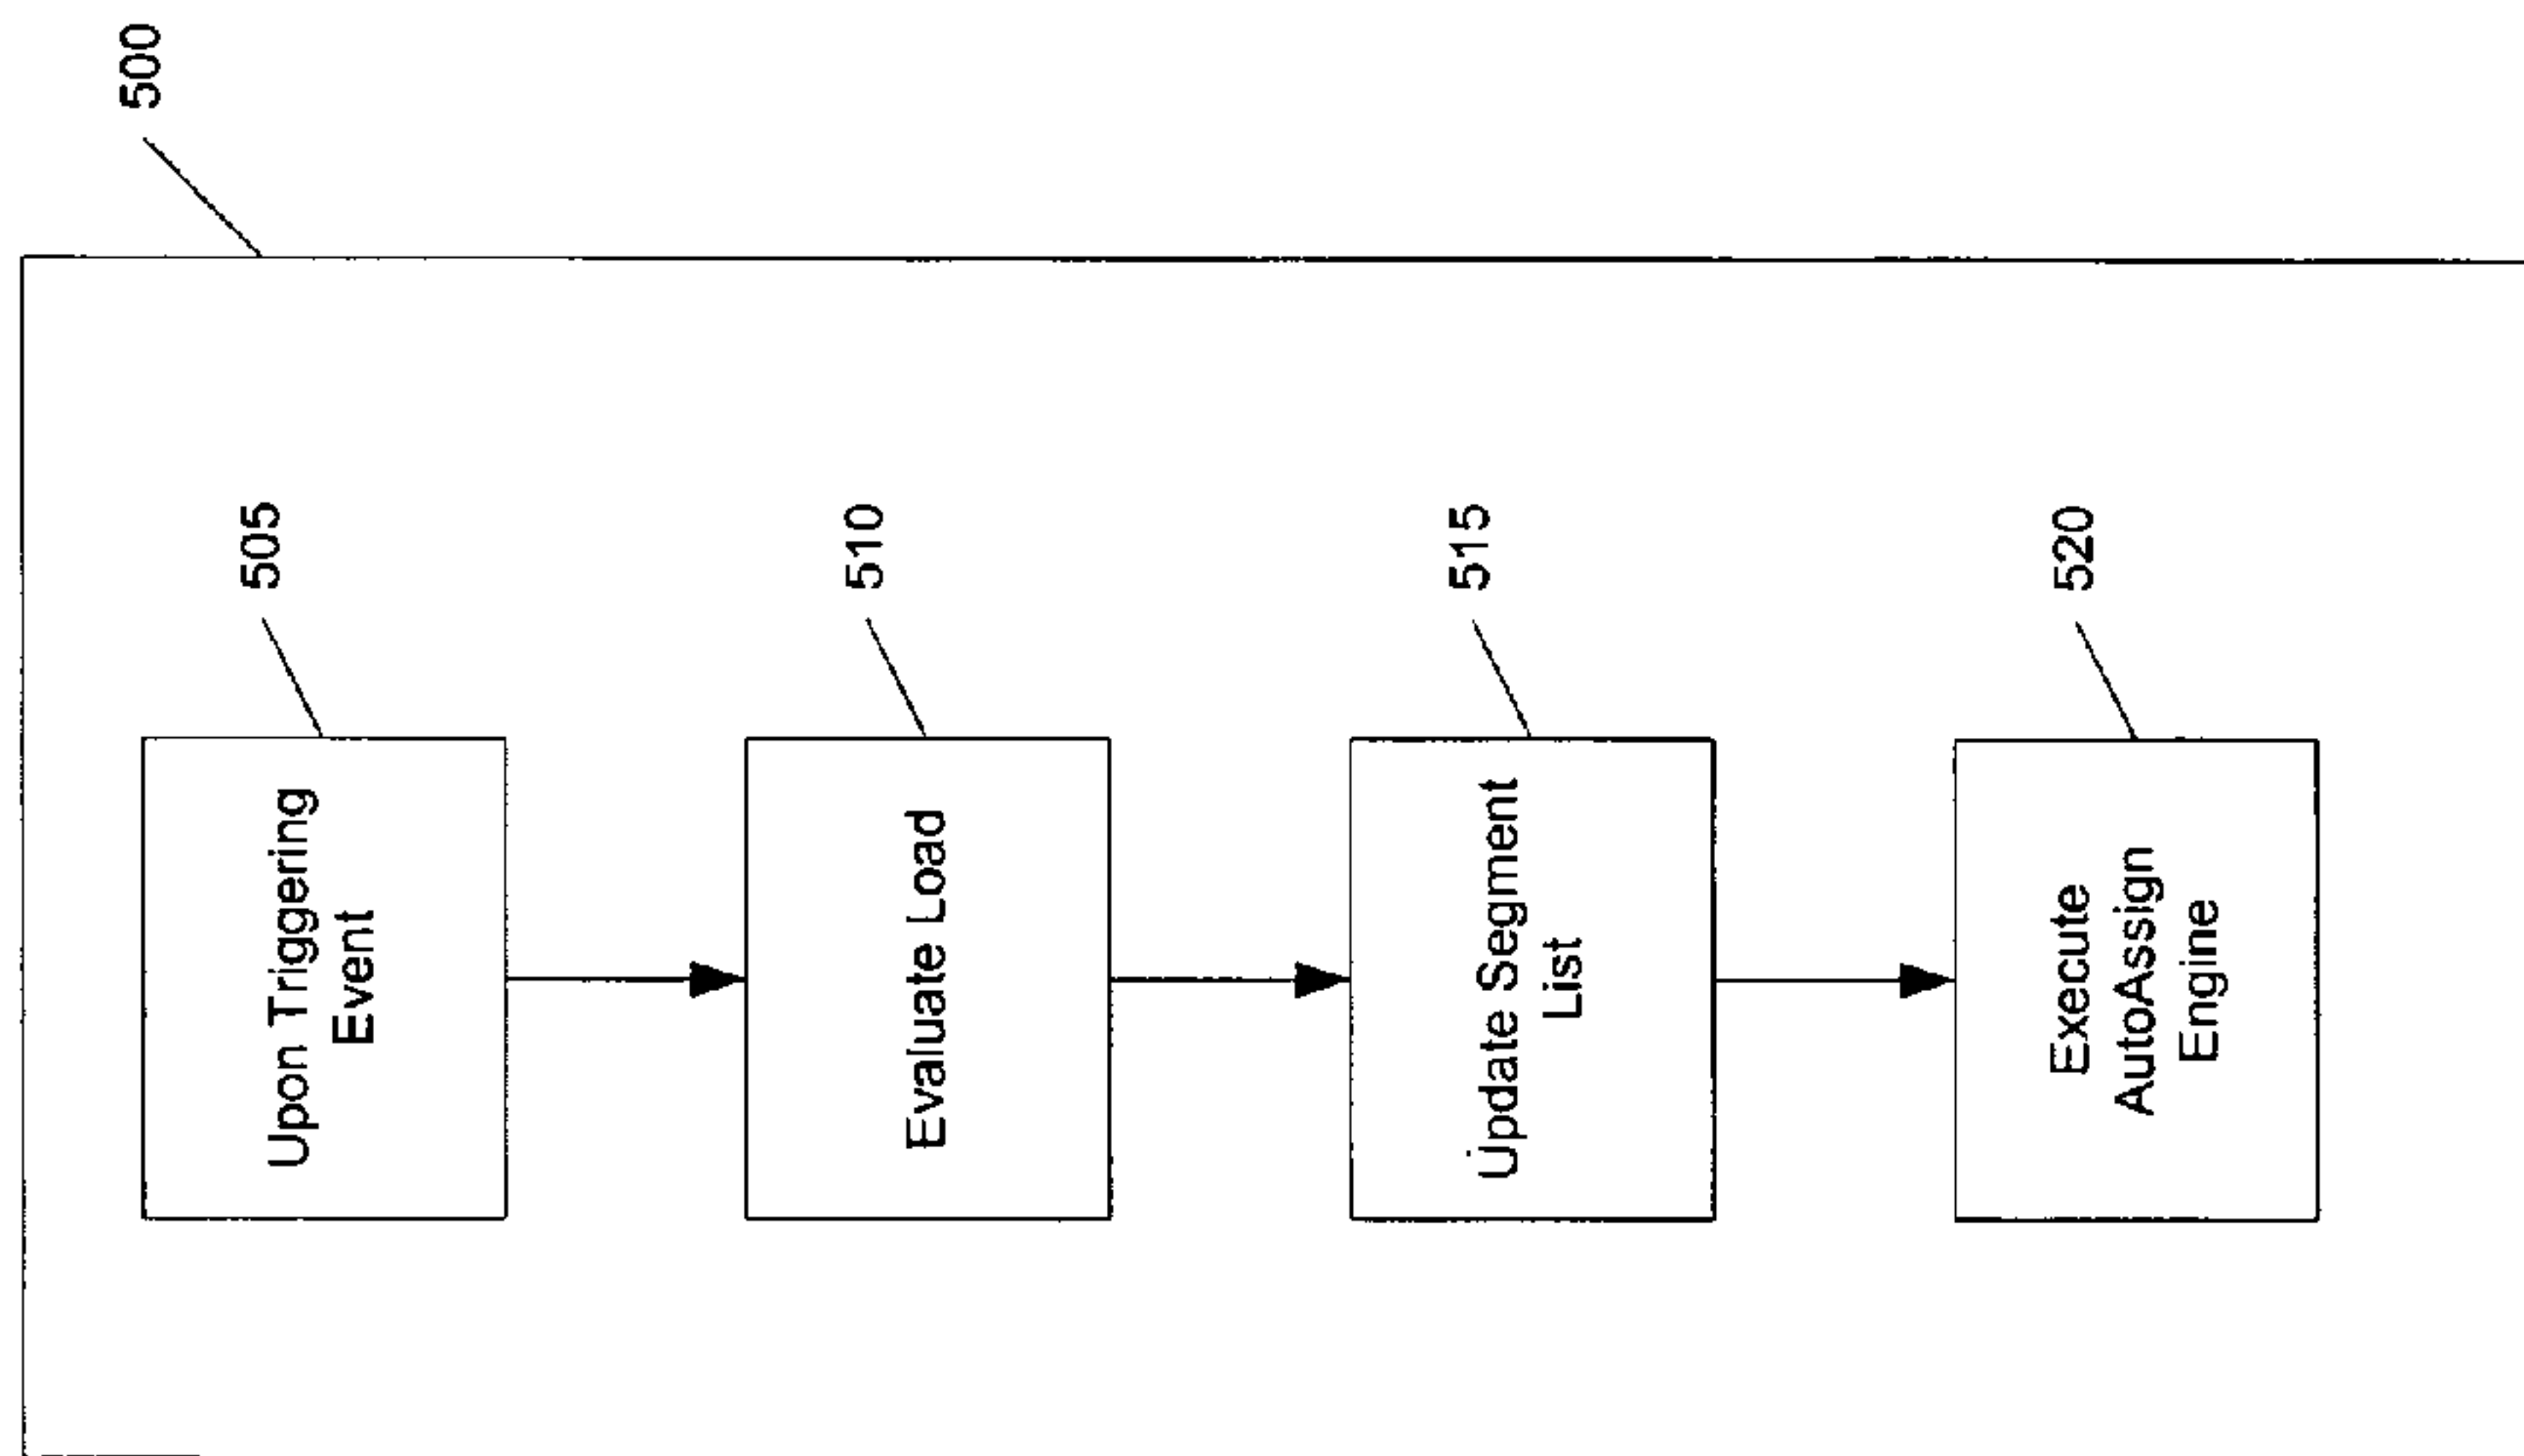 500
505
Upon Triggering
Event
510
Evaluate Load
515
Update Segment
List
520
Execute
AutoAssign
Engine